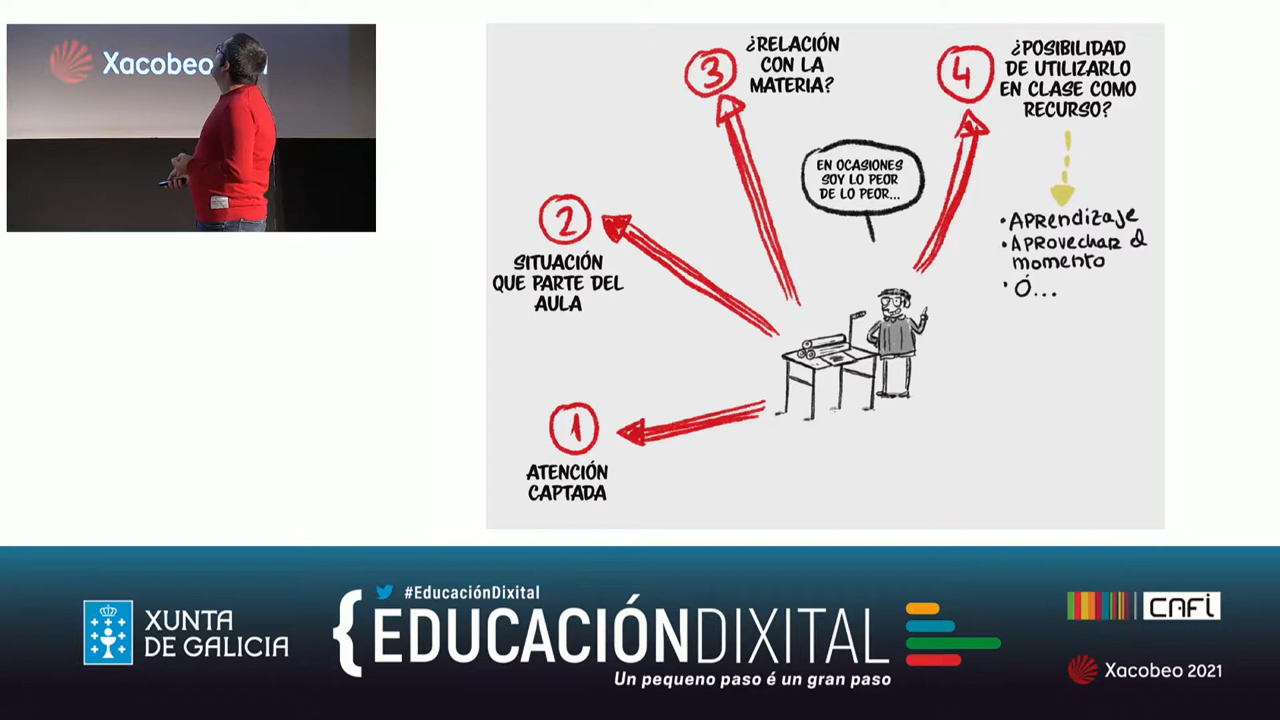 Xacobeo
3
¿RELACIÓN
CON LA
MATERIA?
4
¿POSIBILIDAD
DE UTILIZARLO
EN CLASE COMO
RECURSO?
EN OCASIONES
SOY LO PEOR
DE LO PEOR...
• Aprendizaje
• Aprovechar el
momento
• Ó...
2
SITUACIÓN
QUE PARTE DEL
AULA
1
ATENCIÓN
CAPTADA
XUNTA
DE GALICIA
#EducaciónDixital
{EDUCACIÓNDIXITAL
Un pequeno paso é un gran paso
CAFi
Xacobeo 2021